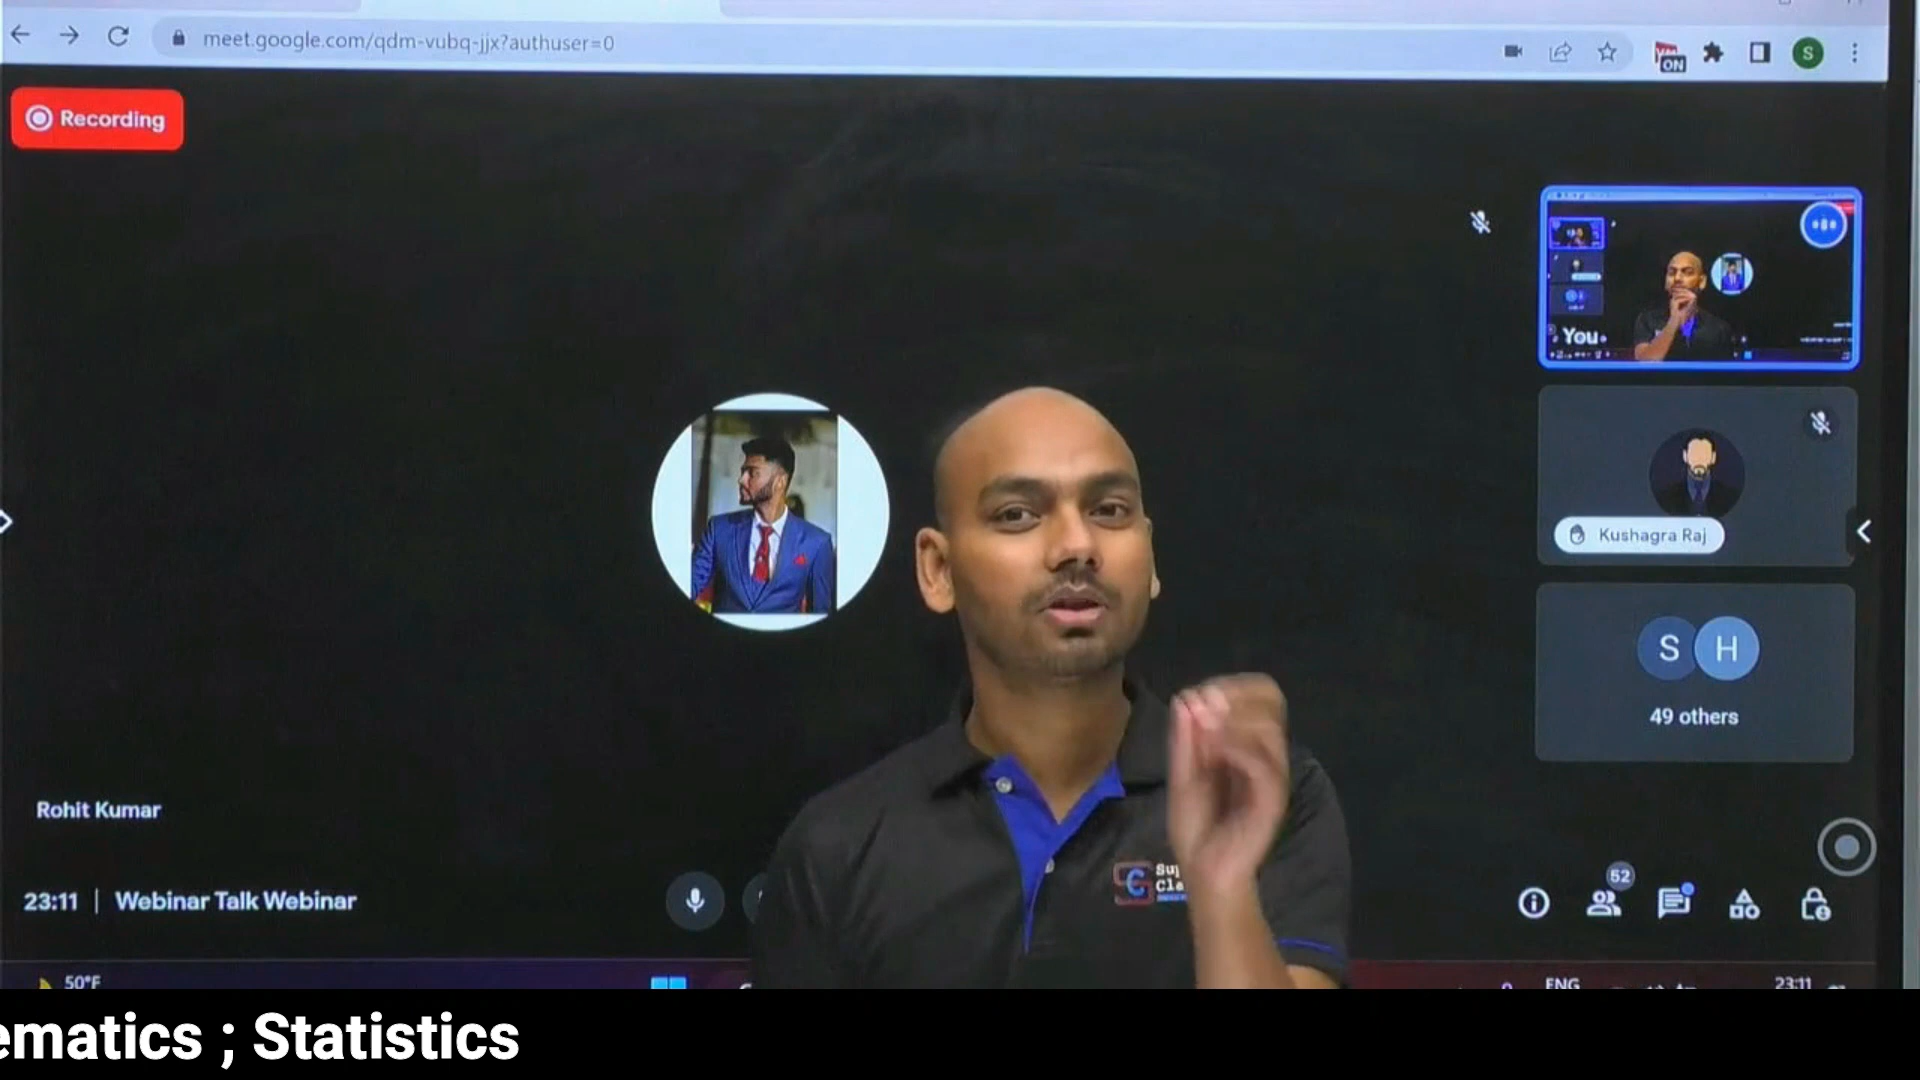 meet.google.com/qdm-vubq-jjx?authuser=0
ON
S
Recording
You
Kushagra Raj
S H
49 others
Rohit Kumar
23:11 | Webinar Talk Webinar
52
50°F
ENG
23:11
ematics ; Statistics